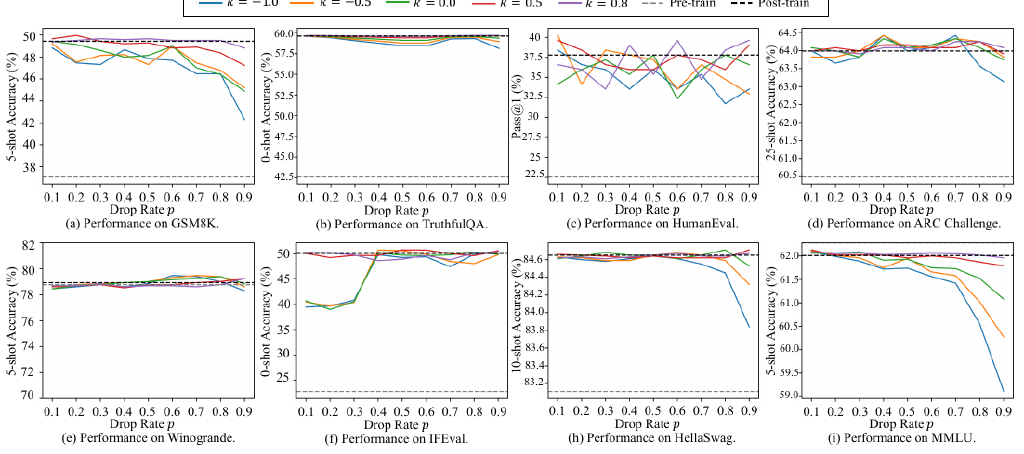 κ = −1.0 κ = −0.5 κ = 0.0 κ = 0.5 κ = 0.8 Pre-train Post-train
5-shot Accuracy (%)
50
48
46
44
42
40
38
0.1 0.2 0.3 0.4 0.5 0.6 0.7 0.8 0.9
Drop Rate p
(a) Performance on GSM8K.
0-shot Accuracy (%)
60.0
57.5
55.0
52.5
50.0
47.5
45.0
42.5
0.1 0.2 0.3 0.4 0.5 0.6 0.7 0.8 0.9
Drop Rate p
(b) Performance on TruthfulQA.
Pass@1 (%)
40
37.5
35
32.5
30
27.5
25
22.5
0.1 0.2 0.3 0.4 0.5 0.6 0.7 0.8 0.9
Drop Rate p
(c) Performance on HumanEval.
25-shot Accuracy (%)
64.5
64.0
63.5
63.0
62.5
62.0
61.5
61.0
60.5
0.1 0.2 0.3 0.4 0.5 0.6 0.7 0.8 0.9
Drop Rate p
(d) Performance on ARC Challenge.
5-shot Accuracy (%)
82
80
78
76
74
72
70
0.1 0.2 0.3 0.4 0.5 0.6 0.7 0.8 0.9
Drop Rate p
(e) Performance on Winogrande.
0-shot Accuracy (%)
50
45
40
35
30
25
0.1 0.2 0.3 0.4 0.5 0.6 0.7 0.8 0.9
Drop Rate p
(f) Performance on IFEval.
10-shot Accuracy (%)
84.6
84.4
84.2
84.0
83.8
83.6
83.4
83.2
0.1 0.2 0.3 0.4 0.5 0.6 0.7 0.8 0.9
Drop Rate p
(h) Performance on HellaSwag.
5-shot Accuracy (%)
62.0
61.5
61.0
60.5
60.0
59.5
59.0
0.1 0.2 0.3 0.4 0.5 0.6 0.7 0.8 0.9
Drop Rate p
(i) Performance on MMLU.